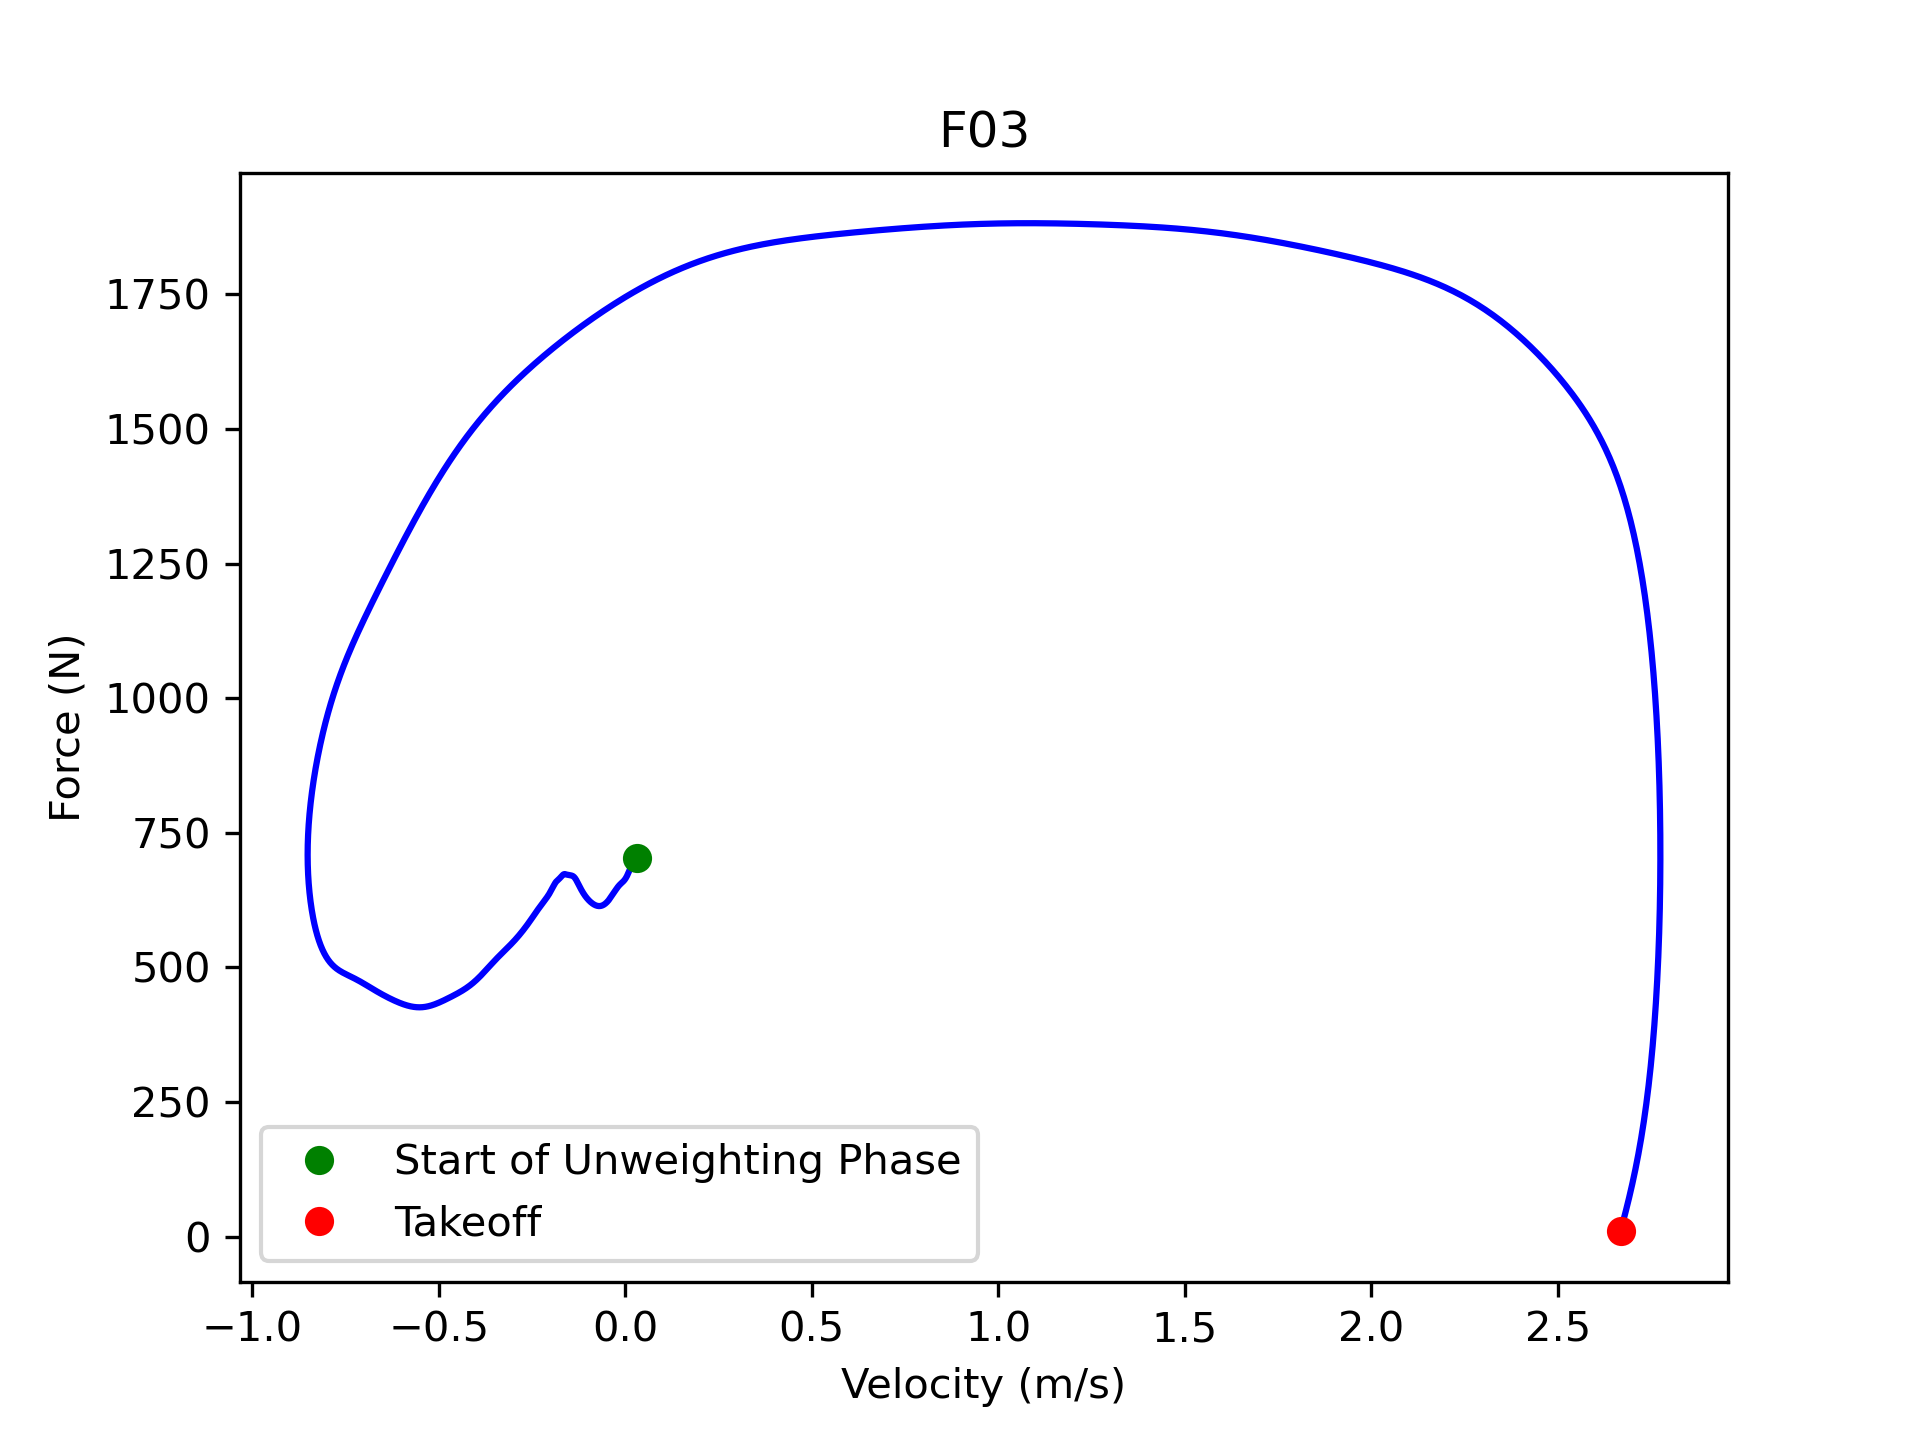 F03
Force (N)
1750
1500
1250
1000
750
500
250
0
Start of Unweighting Phase
Takeoff
−1.0 −0.5 0.0 0.5 1.0 1.5 2.0 2.5
Velocity (m/s)